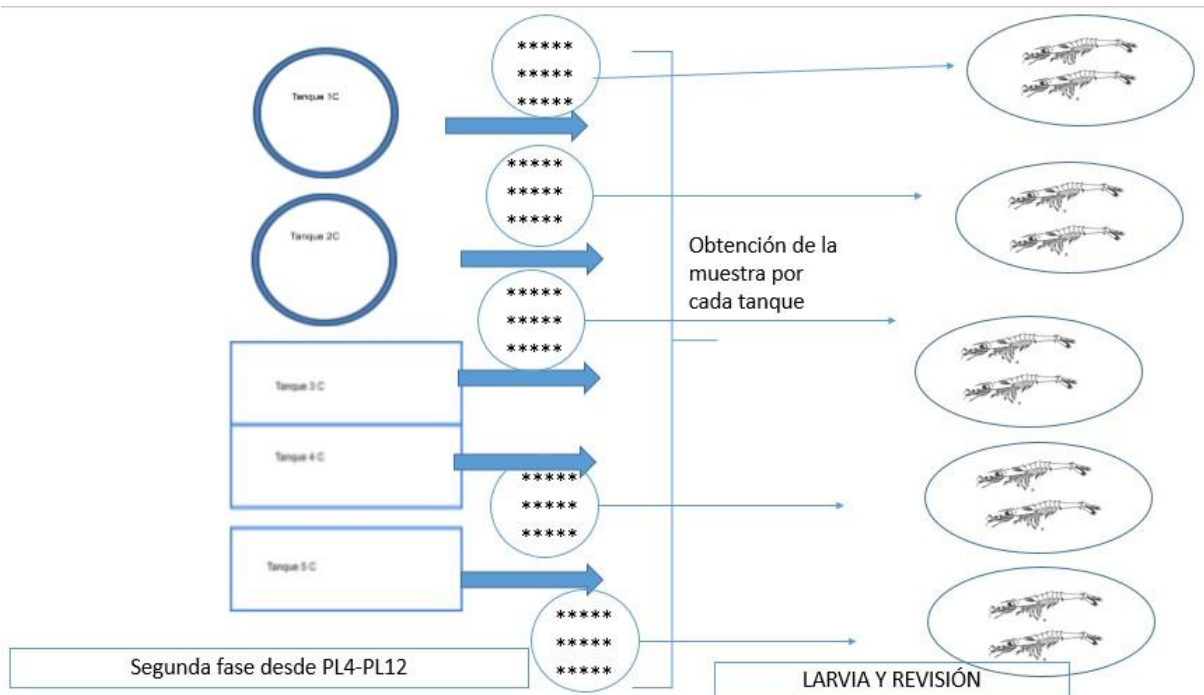 *****
*****
*****
Tanque 1C
*****
*****
*****
Tanque 2C
Obtención de la
muestra por
cada tanque
*****
*****
*****
Tanque 3 C
Tanque 4 C
*****
*****
*****
Tanque 5 C
*****
*****
*****
Segunda fase desde PL4-PL12
LARVIA Y REVISIÓN